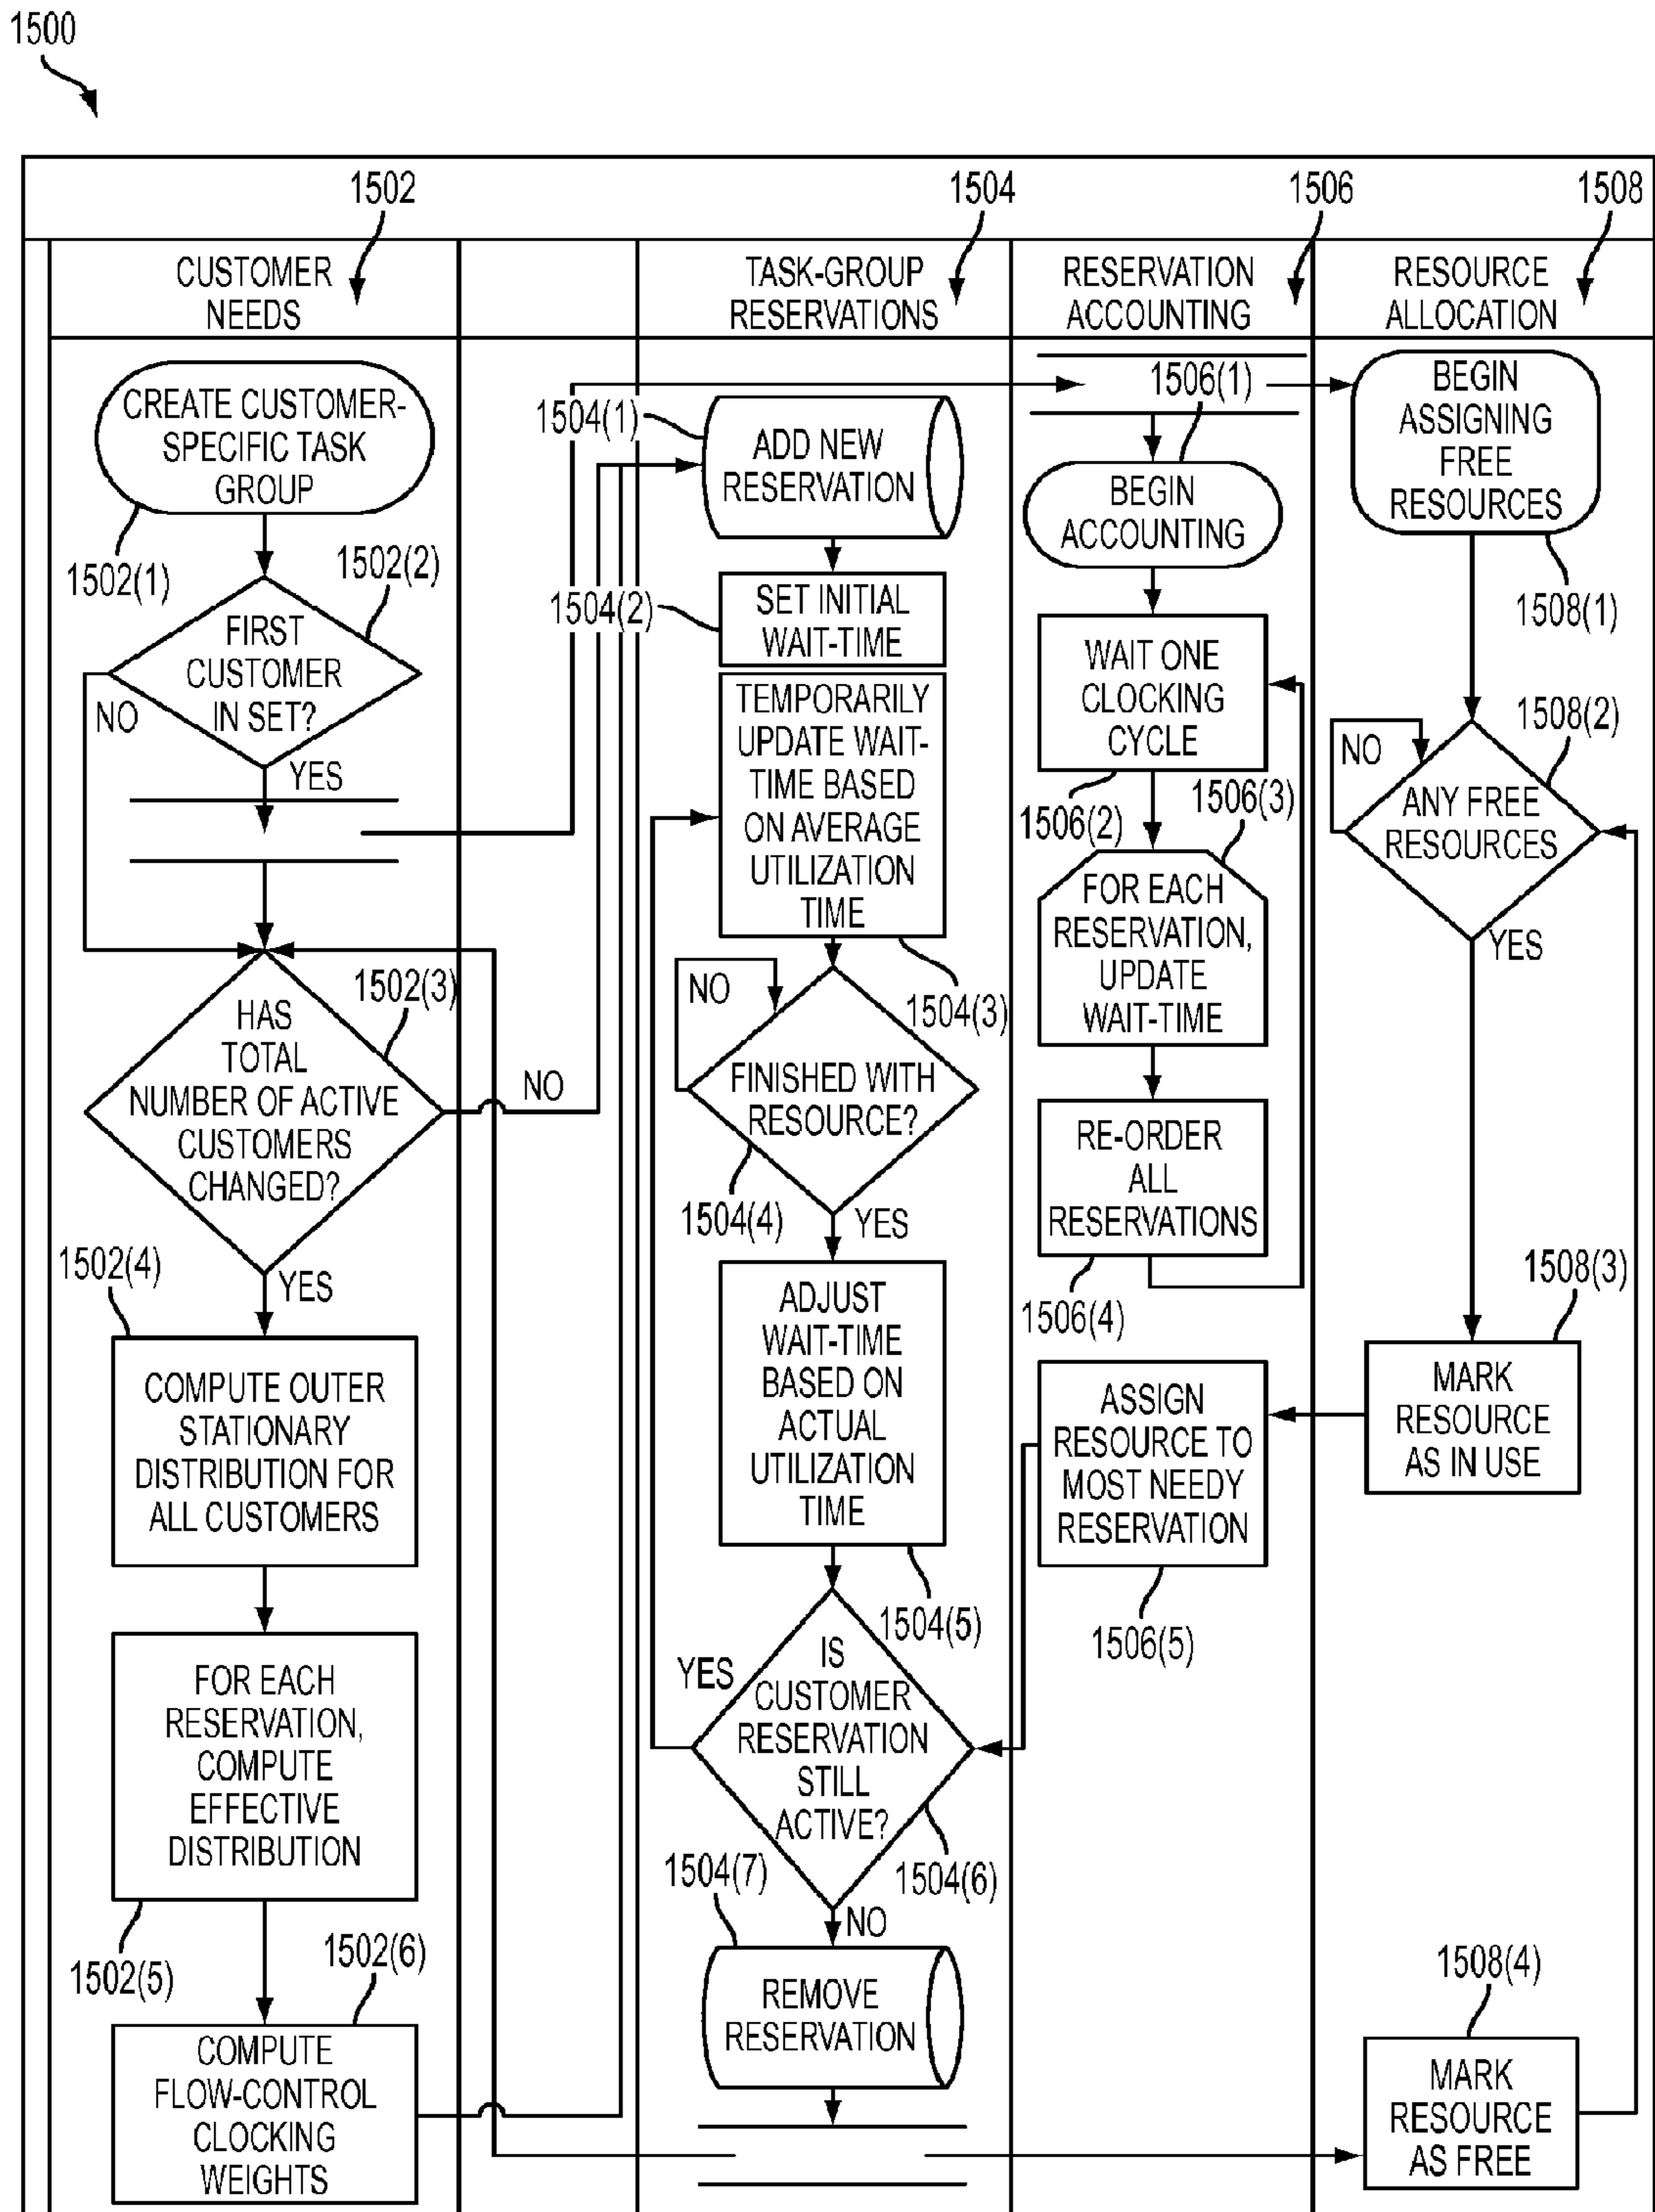 1500
1502
1504
1506
1508
CUSTOMER
NEEDS
TASK-GROUP
RESERVATIONS
RESERVATION
ACCOUNTING
RESOURCE
ALLOCATION
CREATE CUSTOMER-
SPECIFIC TASK
GROUP
1502(1)
1502(2)
FIRST
CUSTOMER
IN SET?
NO
YES
1502(3)
HAS
TOTAL
NUMBER OF ACTIVE
CUSTOMERS
CHANGED?
NO
YES
1502(4)
COMPUTE OUTER
STATIONARY
DISTRIBUTION FOR
ALL CUSTOMERS
FOR EACH
RESERVATION,
COMPUTE
EFFECTIVE
DISTRIBUTION
1502(5)
1502(6)
COMPUTE
FLOW-CONTROL
CLOCKING
WEIGHTS
1504(1)
ADD NEW
RESERVATION
1504(2)
SET INITIAL
WAIT-TIME
TEMPORARILY
UPDATE WAIT-
TIME BASED
ON AVERAGE
UTILIZATION
TIME
1504(3)
NO
FINISHED WITH
RESOURCE?
1504(4)
YES
ADJUST
WAIT-TIME
BASED ON
ACTUAL
UTILIZATION
TIME
1504(5)
YES
IS
CUSTOMER
RESERVATION
STILL
ACTIVE?
1504(6)
1504(7)
NO
REMOVE
RESERVATION
1506(1)
BEGIN
ACCOUNTING
WAIT ONE
CLOCKING
CYCLE
1506(2)
1506(3)
FOR EACH
RESERVATION,
UPDATE
WAIT-TIME
RE-ORDER
ALL
RESERVATIONS
1506(4)
ASSIGN
RESOURCE TO
MOST NEEDY
RESERVATION
1506(5)
BEGIN
ASSIGNING
FREE
RESOURCES
1508(1)
1508(2)
NO
ANY FREE
RESOURCES
YES
1508(3)
MARK
RESOURCE
AS IN USE
1508(4)
MARK
RESOURCE
AS FREE